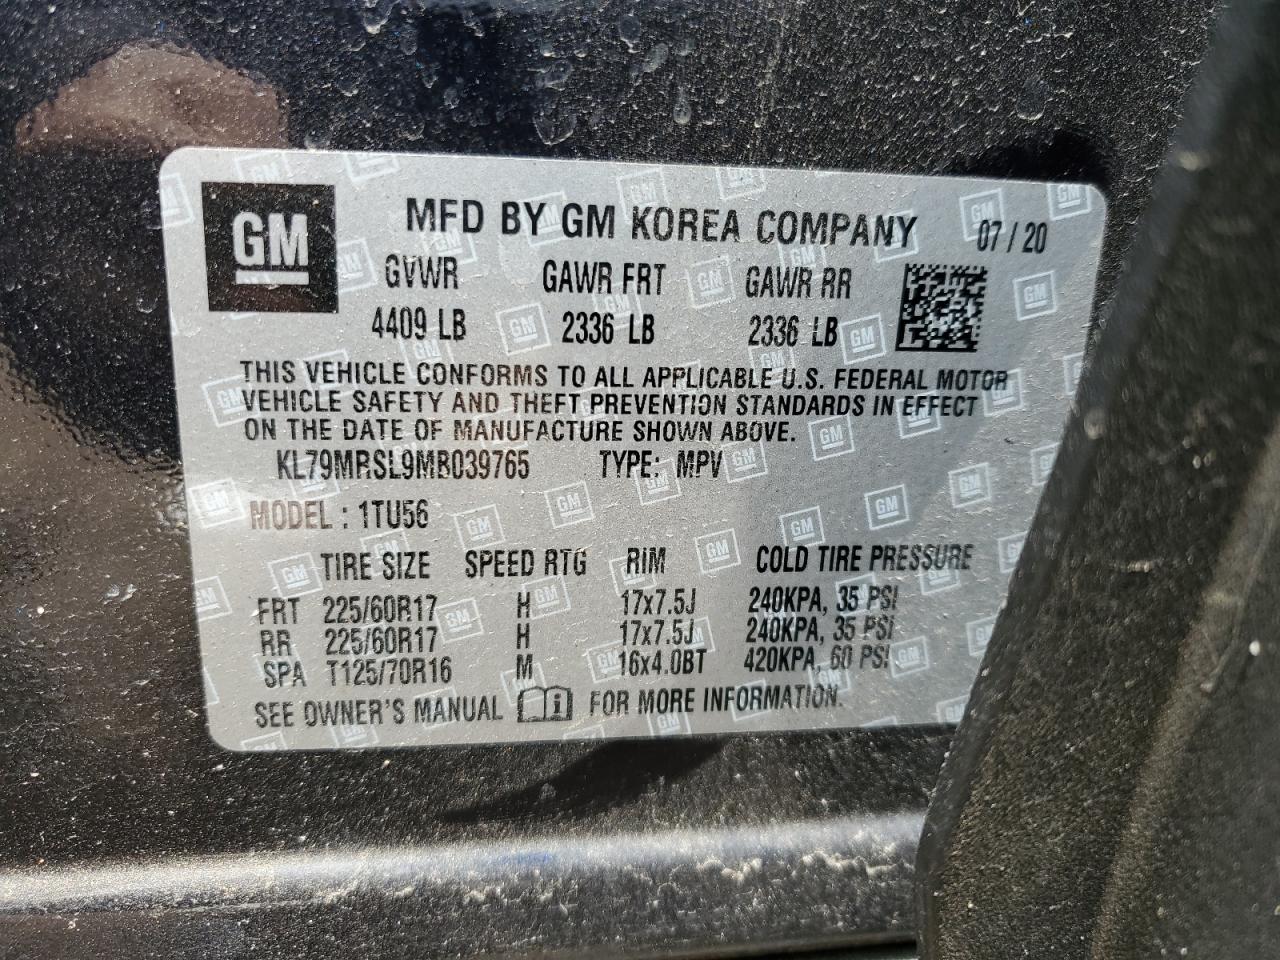 GM
MFD BY GM KOREA COMPANY 07/20
GVWR GAWR FRT GAWR RR
4409 LB 2336 LB 2336 LB
THIS VEHICLE CONFORMS TO ALL APPLICABLE U.S. FEDERAL MOTOR
VEHICLE SAFETY AND THEFT PREVENTION STANDARDS IN EFFECT
ON THE DATE OF MANUFACTURE SHOWN ABOVE.
KL79MRSL9MB039765 TYPE: MPV
MODEL: 1TU56
TIRE SIZE SPEED RTG RIM COLD TIRE PRESSURE
FRT 225/60R17 H 17x7.5J 240KPA, 35 PSI
RR 225/60R17 H 17x7.5J 240KPA, 35 PSI
SPA T125/70R16 M 16x4.0BT 420KPA, 60 PSI
SEE OWNER'S MANUAL FOR MORE INFORMATION.